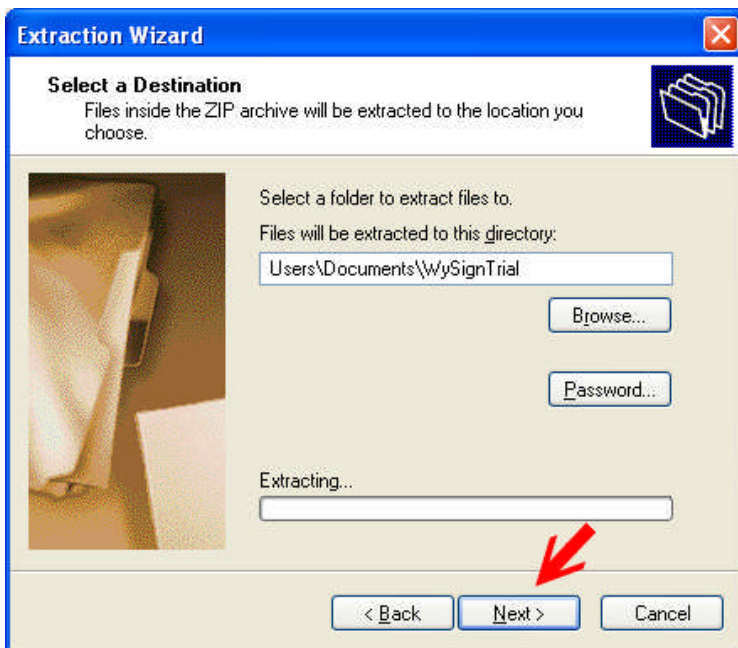 Extraction Wizard
Select a Destination
Files inside the ZIP archive will be extracted to the location you
choose.
Select a folder to extract files to.
Files will be extracted to this directory:
Users\Documents\WySignTrial
Browse...
Password...
Extracting...
< Back Next > Cancel